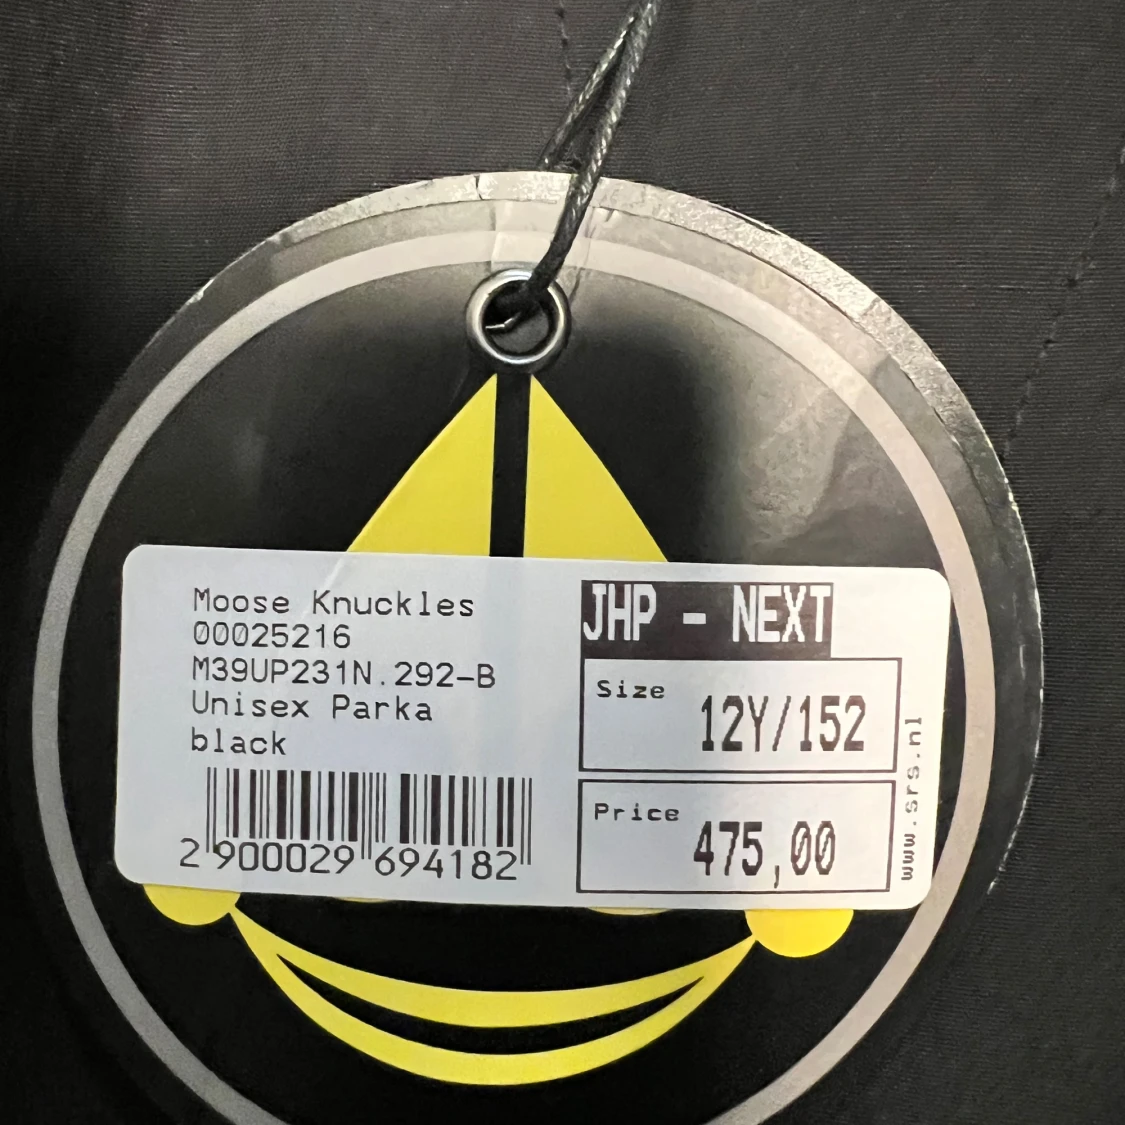 Moose Knuckles
00025216
M39UP231N.292-B
Unisex Parka
black
2 900029 694182
JHP - NEXT
Size
12Y/152
Price
475,00
www.srs.nl